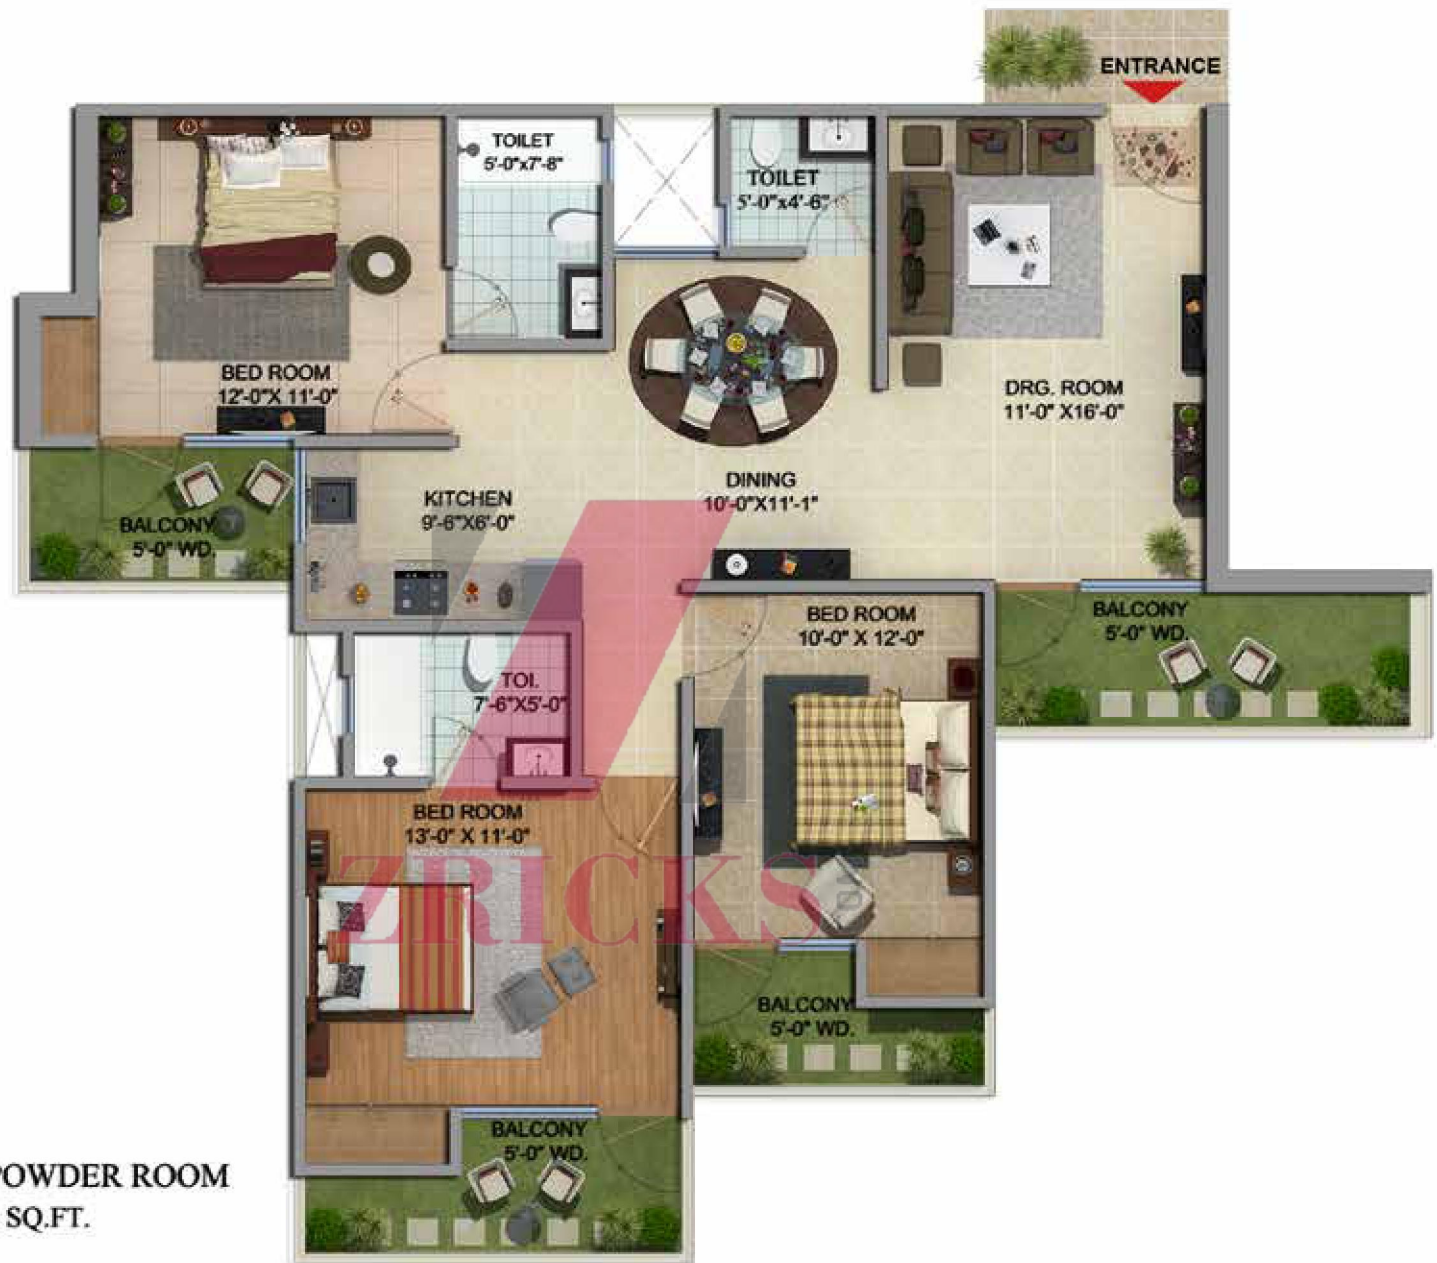 ENTRANCE
TOILET
5'-0"x7'-8"
TOILET
5'-0"x4'-6"
BED ROOM
12'-0"X 11'-0"
DRG. ROOM
11'-0" X16'-0"
DINING
10'-0"X11'-1"
KITCHEN
9'-6"X6'-0"
BALCONY
5'-0" WD.
BED ROOM
10'-0" X 12'-0"
BALCONY
5'-0" WD.
TOI.
7'-6"X5'-0"
BED ROOM
13'-0" X 11'-0"
ZRICKS
BALCONY
5'-0" WD.
BALCONY
5'-0" WD.
POWDER ROOM
SQ.FT.